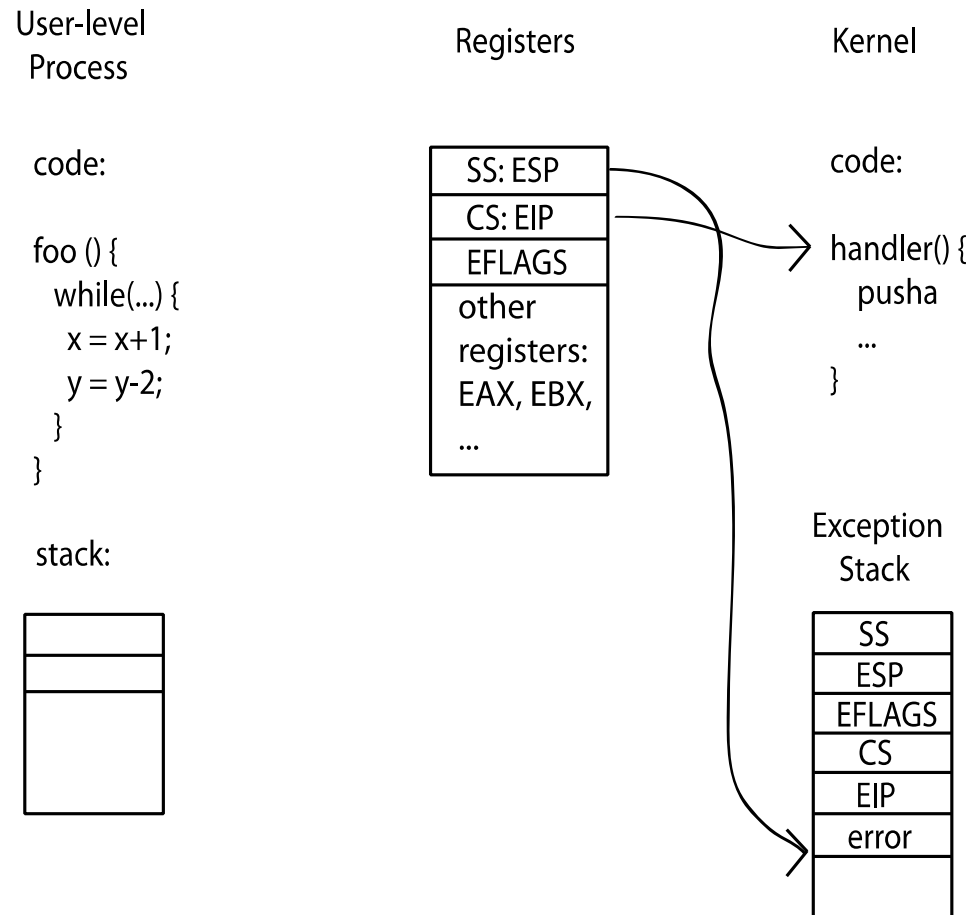 User-level
Process
code:
foo () {
while(...) {
x = x+1;
y = y-2;
}
}
stack:
Registers
SS: ESP
CS: EIP
EFLAGS
other
registers:
EAX, EBX,
...
Kernel
code:
handler() {
pusha
...
}
Exception
Stack
SS
ESP
EFLAGS
CS
EIP
error